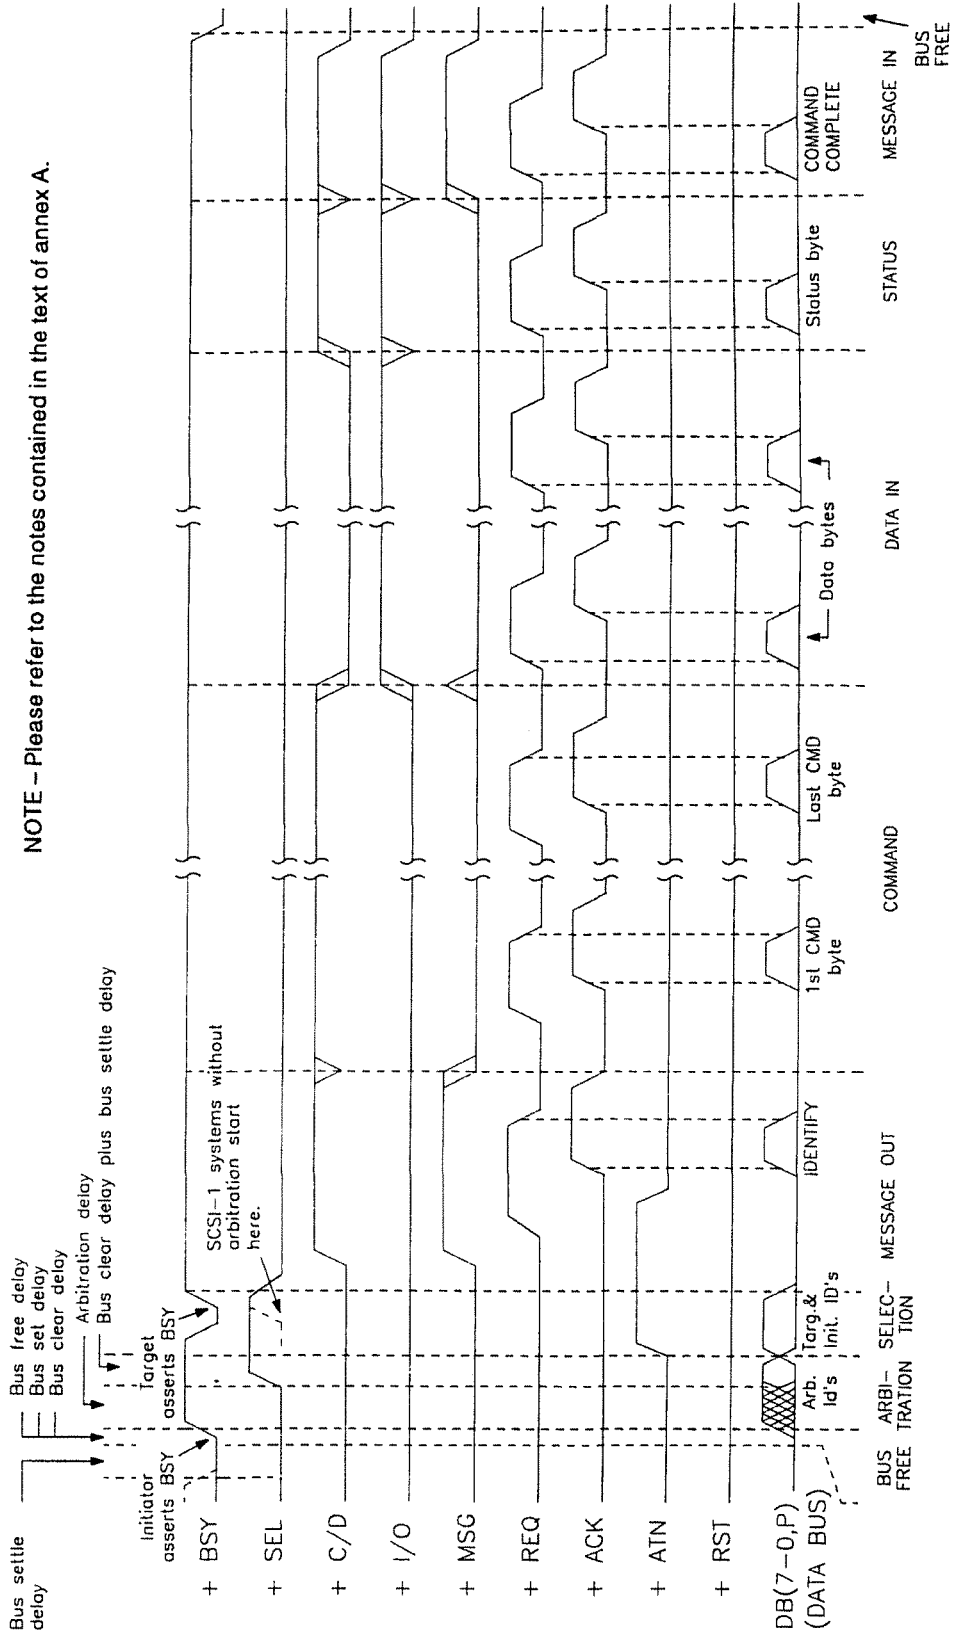 NOTE – Please refer to the notes contained in the text of annex A.
Bus settle
delay
Bus free delay
Bus set delay
Bus clear delay
Arbitration delay
Bus clear delay plus bus settle delay
Initiator
asserts BSY
Target
asserts BSY
SCSI-1 systems without
arbitration start
here.
+ BSY
+ SEL
+ C/D
+ I/O
+ MSG
+ REQ
+ ACK
+ ATN
+ RST
DB(7-0,P)
(DATA BUS)
Arb.
Id's
Targ.&
Init. ID's
IDENTIFY
1st CMD
byte
Last CMD
byte
Data bytes
Status byte
COMMAND
COMPLETE
BUS
FREE
ARBI-
TRATION
SELEC-
TION
MESSAGE OUT
COMMAND
DATA IN
STATUS
MESSAGE IN
BUS
FREE